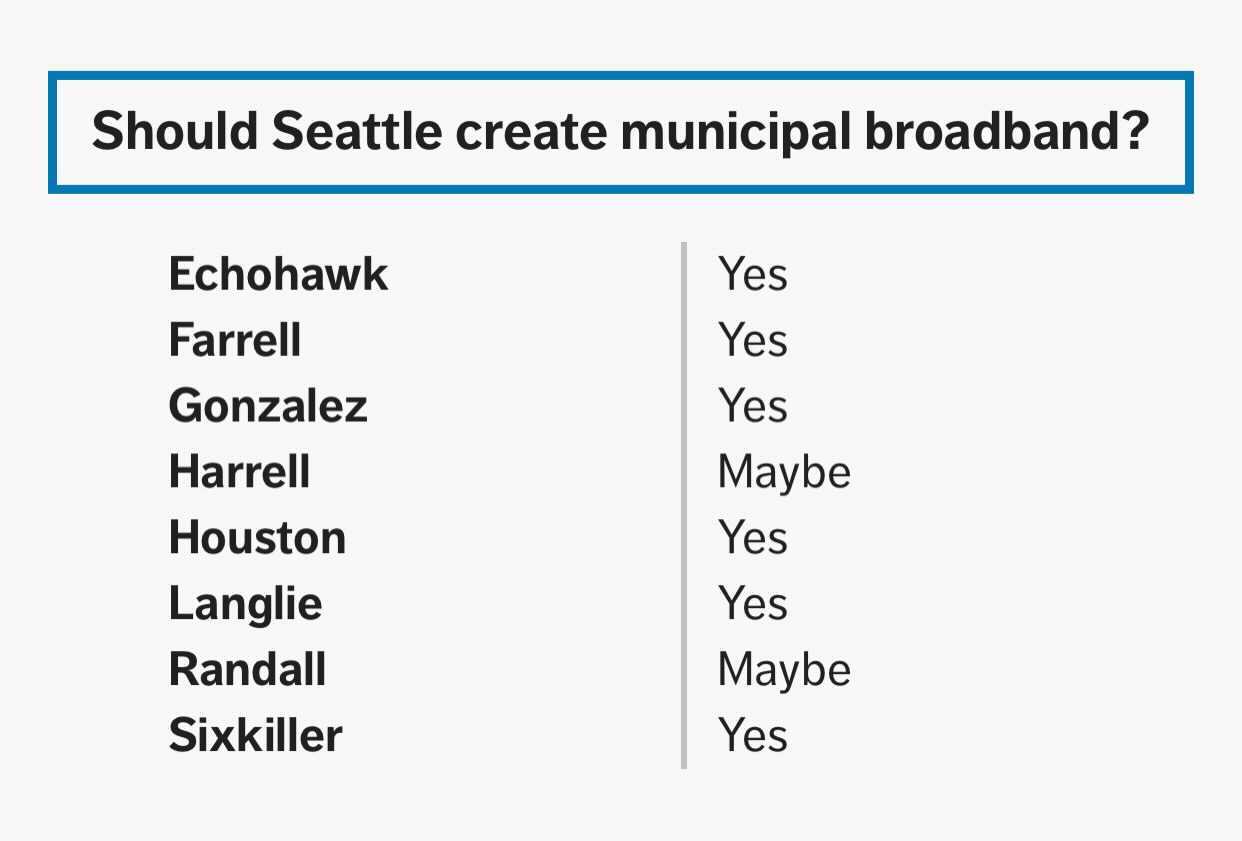 Should Seattle create municipal broadband?
Echohawk Yes
Farrell Yes
Gonzalez Yes
Harrell Maybe
Houston Yes
Langlie Yes
Randall Maybe
Sixkiller Yes